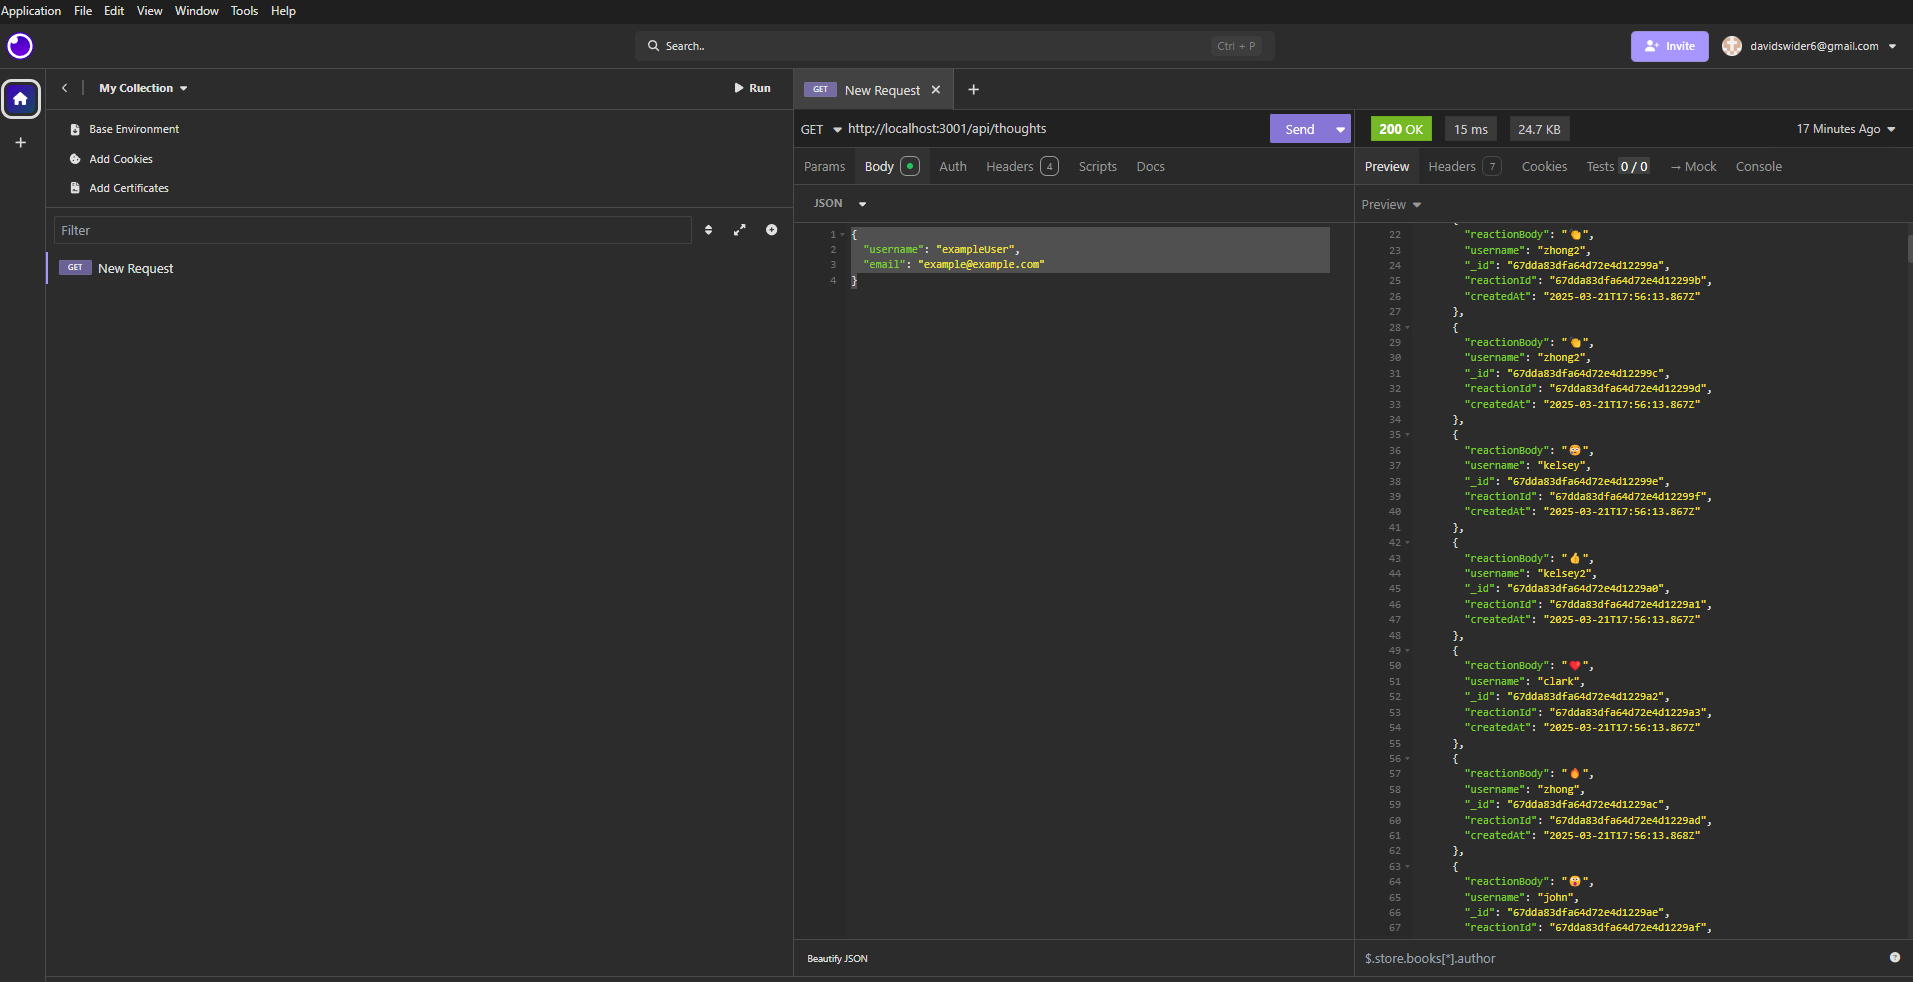 Application File Edit View Window Tools Help
Search.. Ctrl + P
Invite davidswider6@gmail.com
My Collection
Run
Base Environment
Add Cookies
Add Certificates
Filter
GET New Request
GET New Request
GET http://localhost:3001/api/thoughts
Send
Params Body Auth Headers 4 Scripts Docs
JSON
1 {
2 "username": "exampleUser",
3 "email": "example@example.com"
4 }
Beautify JSON
200 OK 15 ms 24.7 KB 17 Minutes Ago
Preview Headers 7 Cookies Tests 0 / 0 → Mock Console
Preview
{
22 "reactionBody": "👏",
23 "username": "zhong2",
24 "_id": "67dda83dfa64d72e4d12299a",
25 "reactionId": "67dda83dfa64d72e4d12299b",
26 "createdAt": "2025-03-21T17:56:13.867Z"
27 },
28 {
29 "reactionBody": "👏",
30 "username": "zhong2",
31 "_id": "67dda83dfa64d72e4d12299c",
32 "reactionId": "67dda83dfa64d72e4d12299d",
33 "createdAt": "2025-03-21T17:56:13.867Z"
34 },
35 {
36 "reactionBody": "😳",
37 "username": "kelsey",
38 "_id": "67dda83dfa64d72e4d12299e",
39 "reactionId": "67dda83dfa64d72e4d12299f",
40 "createdAt": "2025-03-21T17:56:13.867Z"
41 },
42 {
43 "reactionBody": "👍",
44 "username": "kelsey2",
45 "_id": "67dda83dfa64d72e4d1229a0",
46 "reactionId": "67dda83dfa64d72e4d1229a1",
47 "createdAt": "2025-03-21T17:56:13.867Z"
48 },
49 {
50 "reactionBody": "❤️",
51 "username": "clark",
52 "_id": "67dda83dfa64d72e4d1229a2",
53 "reactionId": "67dda83dfa64d72e4d1229a3",
54 "createdAt": "2025-03-21T17:56:13.867Z"
55 },
56 {
57 "reactionBody": "🔥",
58 "username": "zhong",
59 "_id": "67dda83dfa64d72e4d1229ac",
60 "reactionId": "67dda83dfa64d72e4d1229ad",
61 "createdAt": "2025-03-21T17:56:13.868Z"
62 },
63 {
64 "reactionBody": "😲",
65 "username": "john",
66 "_id": "67dda83dfa64d72e4d1229ae",
67 "reactionId": "67dda83dfa64d72e4d1229af",
$.store.books[*].author